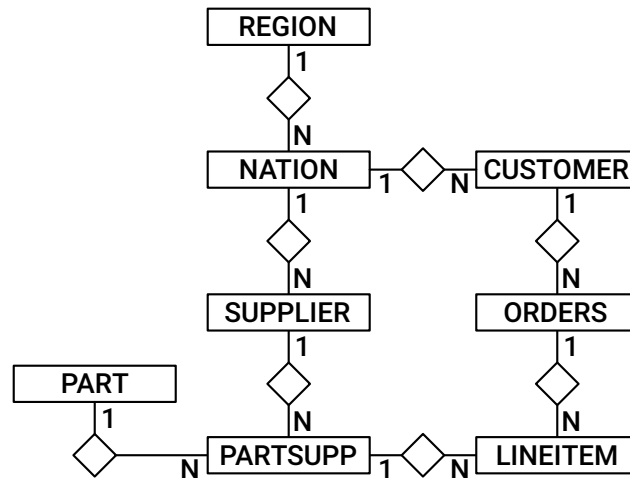 REGION
1
N
NATION
1
N
CUSTOMER
1
1
N
N
SUPPLIER
ORDERS
1
1
PART
1
N
N
N
PARTSUPP
1
N
LINEITEM